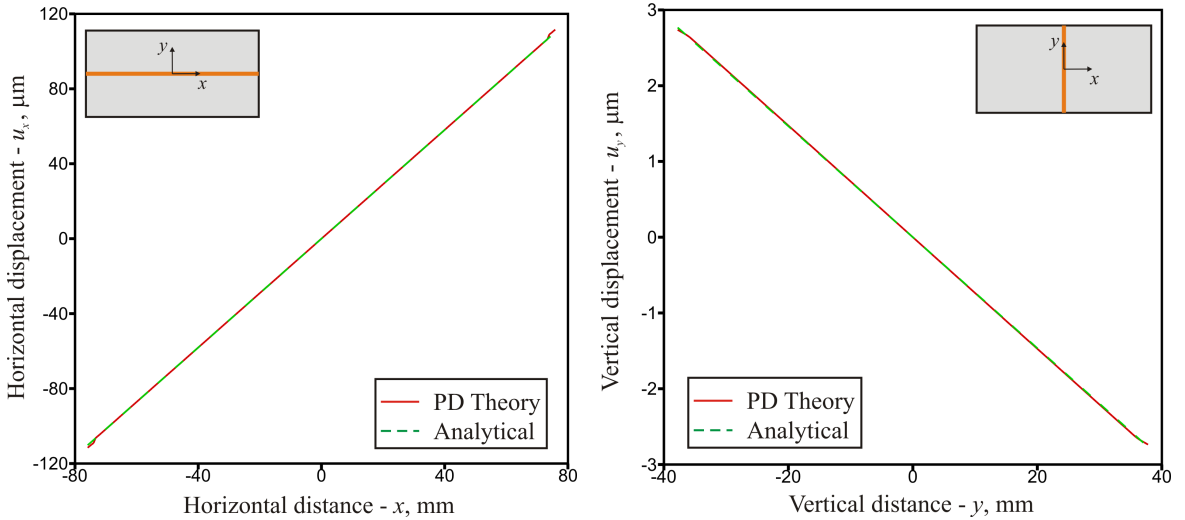 Horizontal displacement - uₓ, μm
120
80
40
0
-40
-80
-120
-80
-40
0
40
80
Horizontal distance - x, mm
y
x
PD Theory
Analytical
Vertical displacement - u_y, μm
3
2
1
0
-1
-2
-3
-40
-20
0
20
40
Vertical distance - y, mm
y
x
PD Theory
Analytical